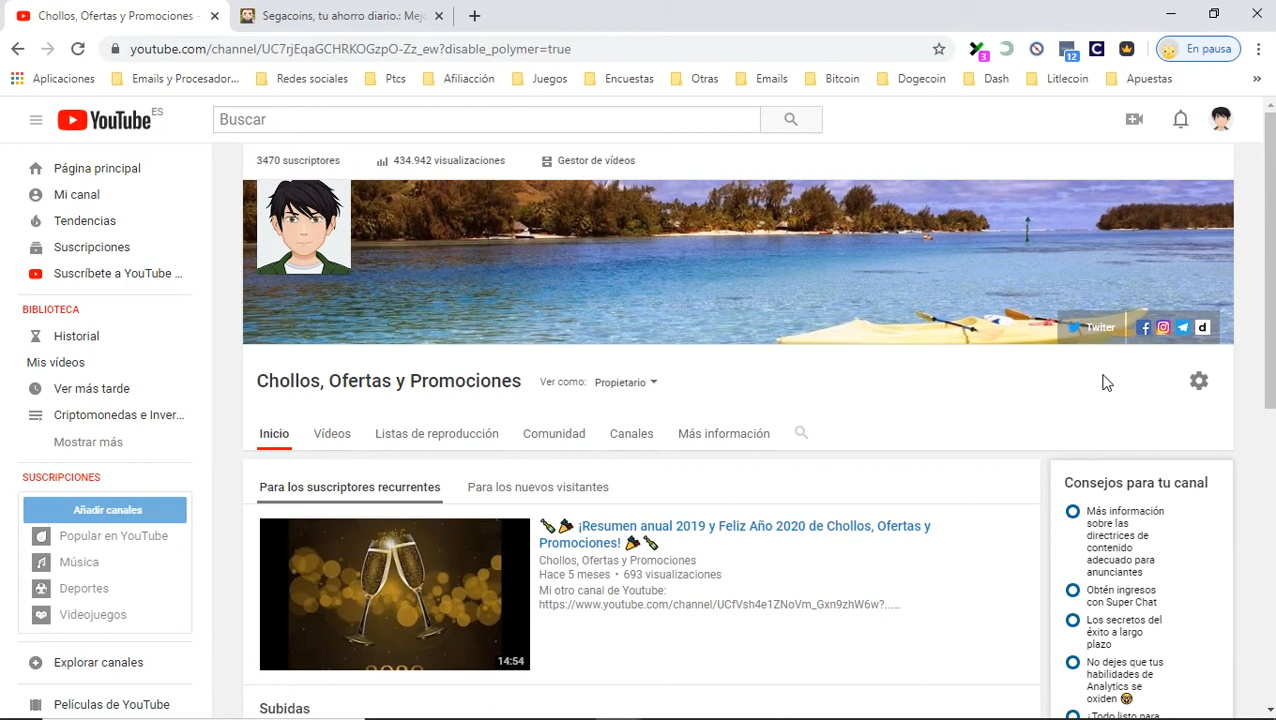 Chollos, Ofertas y Promociones -
Segacoins, tu ahorro diario.: Mejo
youtube.com/channel/UC7rjEqaGCHRKOGzpO-Zz_ew?disable_polymer=true
3
12
C
En pausa
Aplicaciones
Emails y Procesador...
Redes sociales
Ptcs
Afiliacción
Juegos
Encuestas
Otras
Emails
Bitcoin
Dogecoin
Dash
Litlecoin
Apuestas
»
YouTube ES
Buscar
Página principal
Mi canal
Tendencias
Suscripciones
Suscríbete a YouTube ...
BIBLIOTECA
Historial
Mis vídeos
Ver más tarde
Criptomonedas e Inver...
Mostrar más
SUSCRIPCIONES
Añadir canales
Popular en YouTube
Música
Deportes
Videojuegos
Explorar canales
Películas de YouTube
3470 suscriptores
434.942 visualizaciones
Gestor de vídeos
Twiter
d
Chollos, Ofertas y Promociones
Ver como: Propietario
Inicio
Vídeos
Listas de reproducción
Comunidad
Canales
Más información
Para los suscriptores recurrentes
Para los nuevos visitantes
2020
14:54
¡Resumen anual 2019 y Feliz Año 2020 de Chollos, Ofertas y
Promociones!
Chollos, Ofertas y Promociones
Hace 5 meses • 693 visualizaciones
Mi otro canal de Youtube:
https://www.youtube.com/channel/UCfVsh4e1ZNoVm_Gxn9zhW6w?......
Subidas
Consejos para tu canal
Más información
sobre las
directrices de
contenido
adecuado para
anunciantes
Obtén ingresos
con Super Chat
Los secretos del
éxito a largo
plazo
No dejes que tus
habilidades de
Analytics se
oxiden
¿Todo listo para